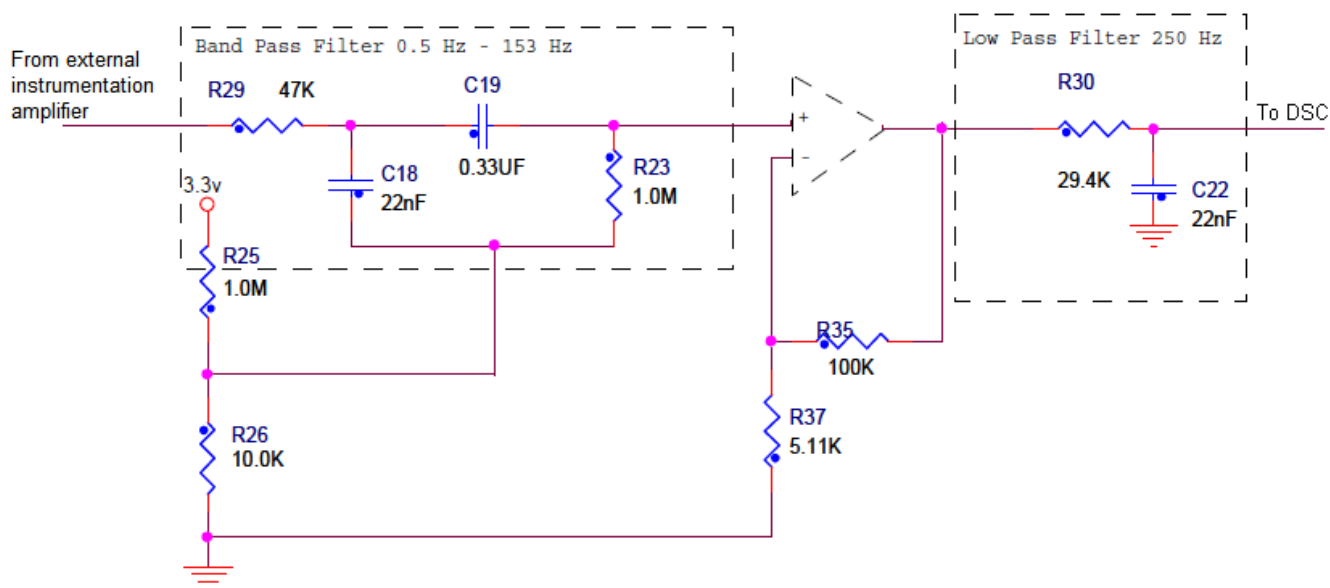 Band Pass Filter 0.5 Hz - 153 Hz
Low Pass Filter 250 Hz
From external
instrumentation
amplifier
R29
47K
C19
0.33UF
C18
22nF
R23
1.0M
+
-
R30
29.4K
To DSC
C22
22nF
3.3v
R25
1.0M
R35
100K
R26
10.0K
R37
5.11K